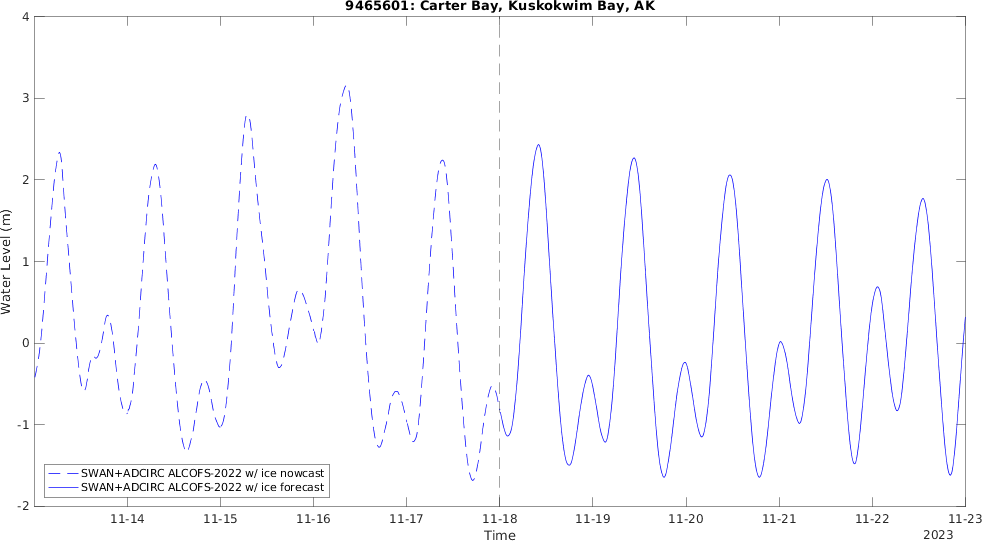 9465601: Carter Bay, Kuskokwim Bay, AK
4
3
2
1
0
-1
-2
Water Level (m)
SWAN+ADCIRC ALCOFS-2022 w/ ice nowcast
SWAN+ADCIRC ALCOFS-2022 w/ ice forecast
11-14 11-15 11-16 11-17 11-18 11-19 11-20 11-21 11-22 11-23
Time
2023